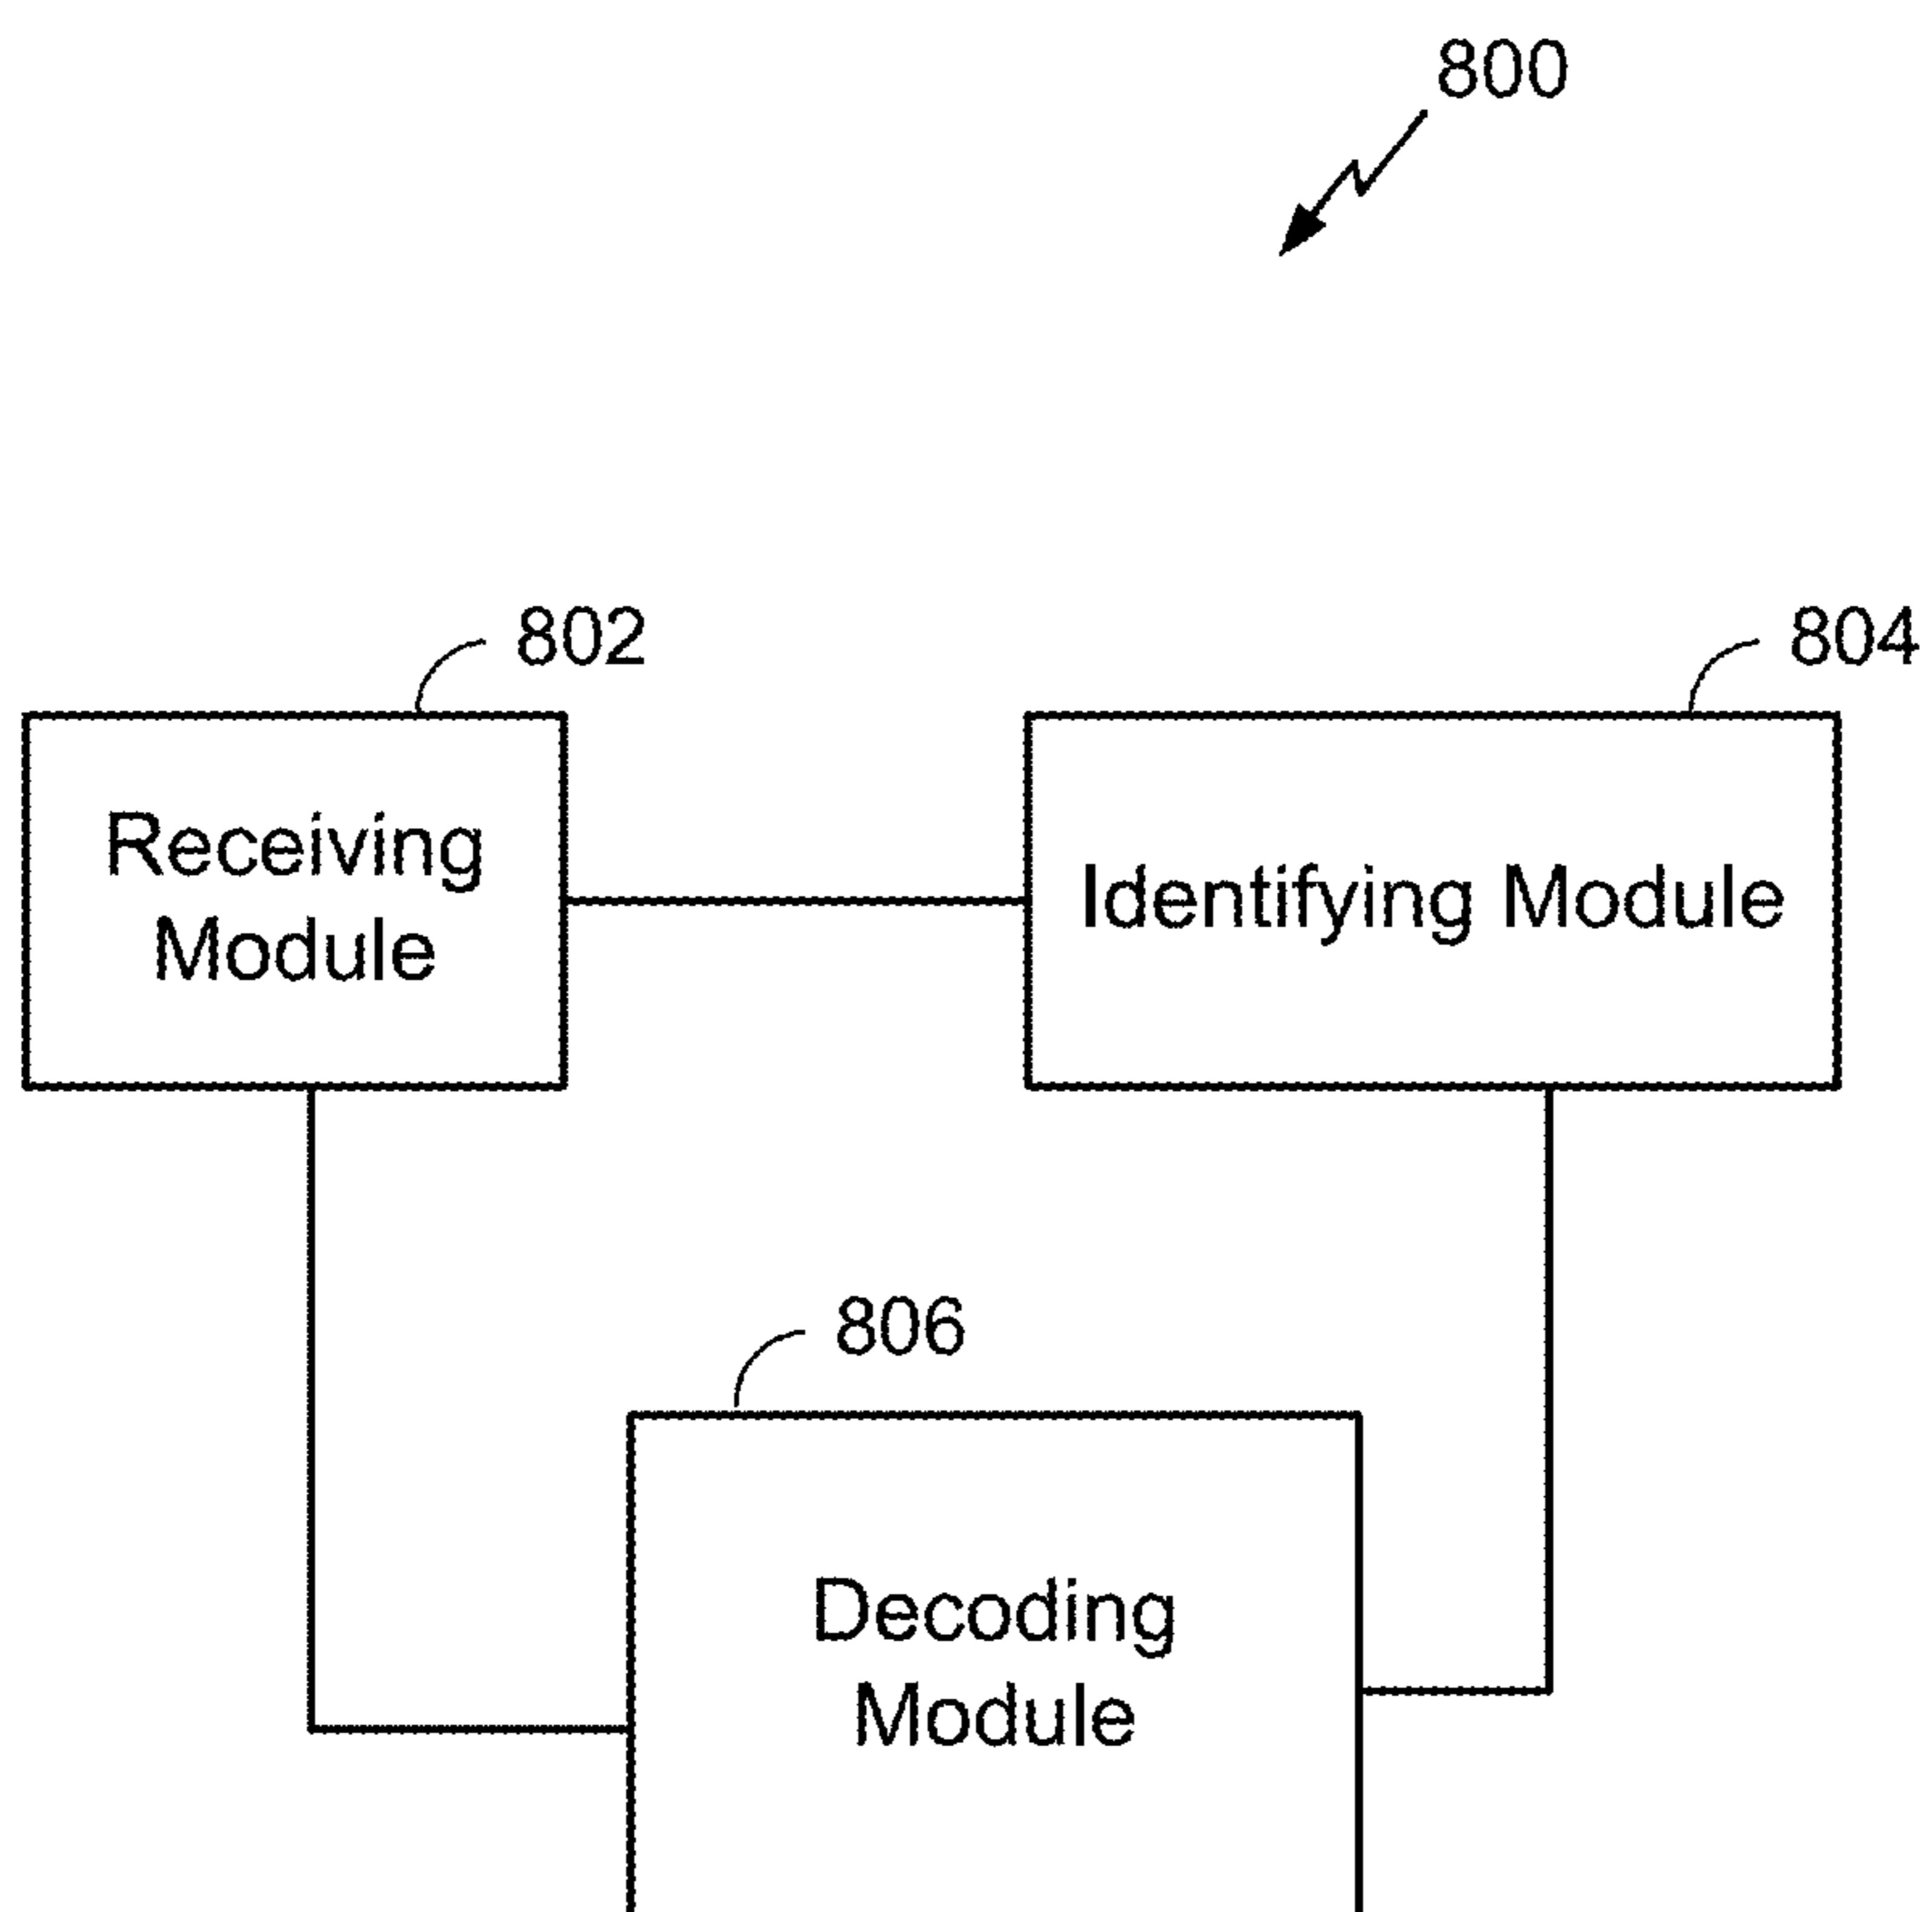 800
802
804
Receiving
Module
Identifying Module
806
Decoding
Module